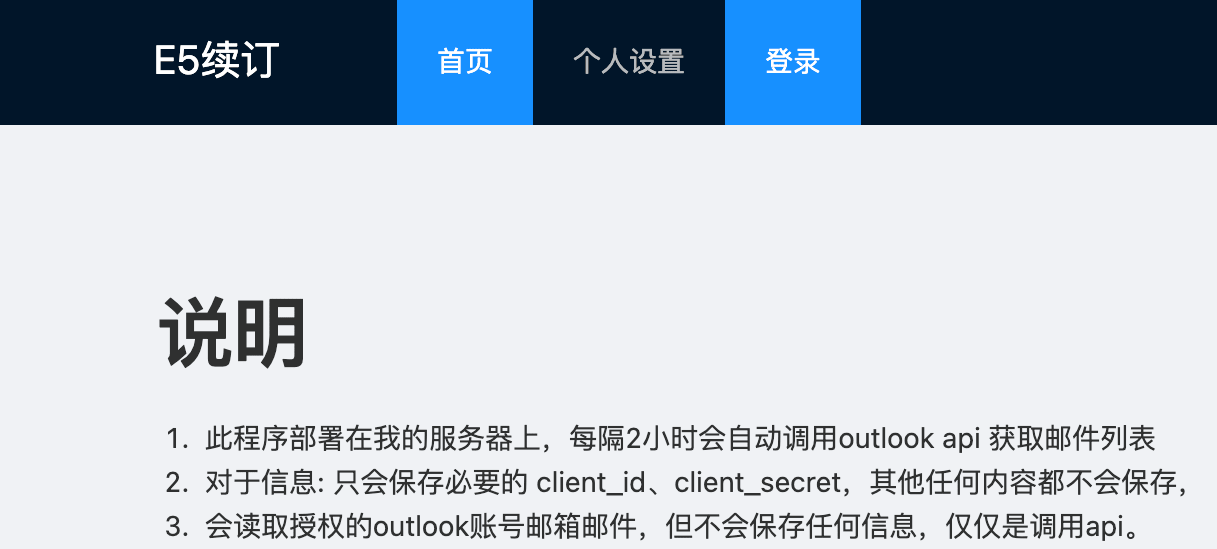 E5续订 首页 个人设置 登录
说明
1. 此程序部署在我的服务器上，每隔2小时会自动调用outlook api 获取邮件列表
2. 对于信息: 只会保存必要的 client_id、client_secret，其他任何内容都不会保存，
3. 会读取授权的outlook账号邮箱邮件，但不会保存任何信息，仅仅是调用api。